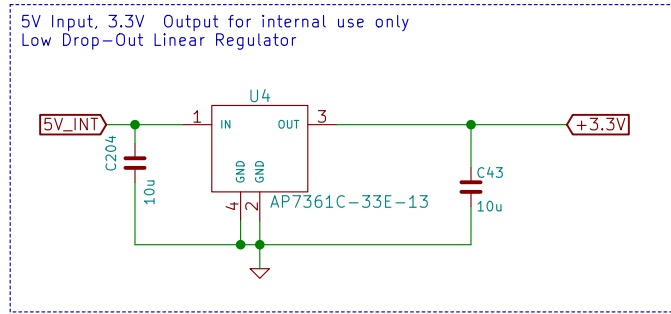 5V Input, 3.3V  Output for internal use only
Low Drop-Out Linear Regulator
U4
5V_INT
1
IN
OUT
3
+3.3V
C204
10u
GND
GND
C43
10u
4
2
AP7361C-33E-13